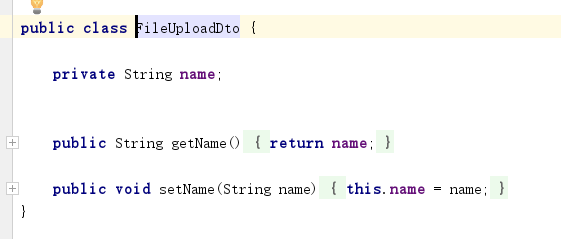 public class FileUploadDto {
private String name;
public String getName() { return name; }
public void setName(String name) { this.name = name; }
}